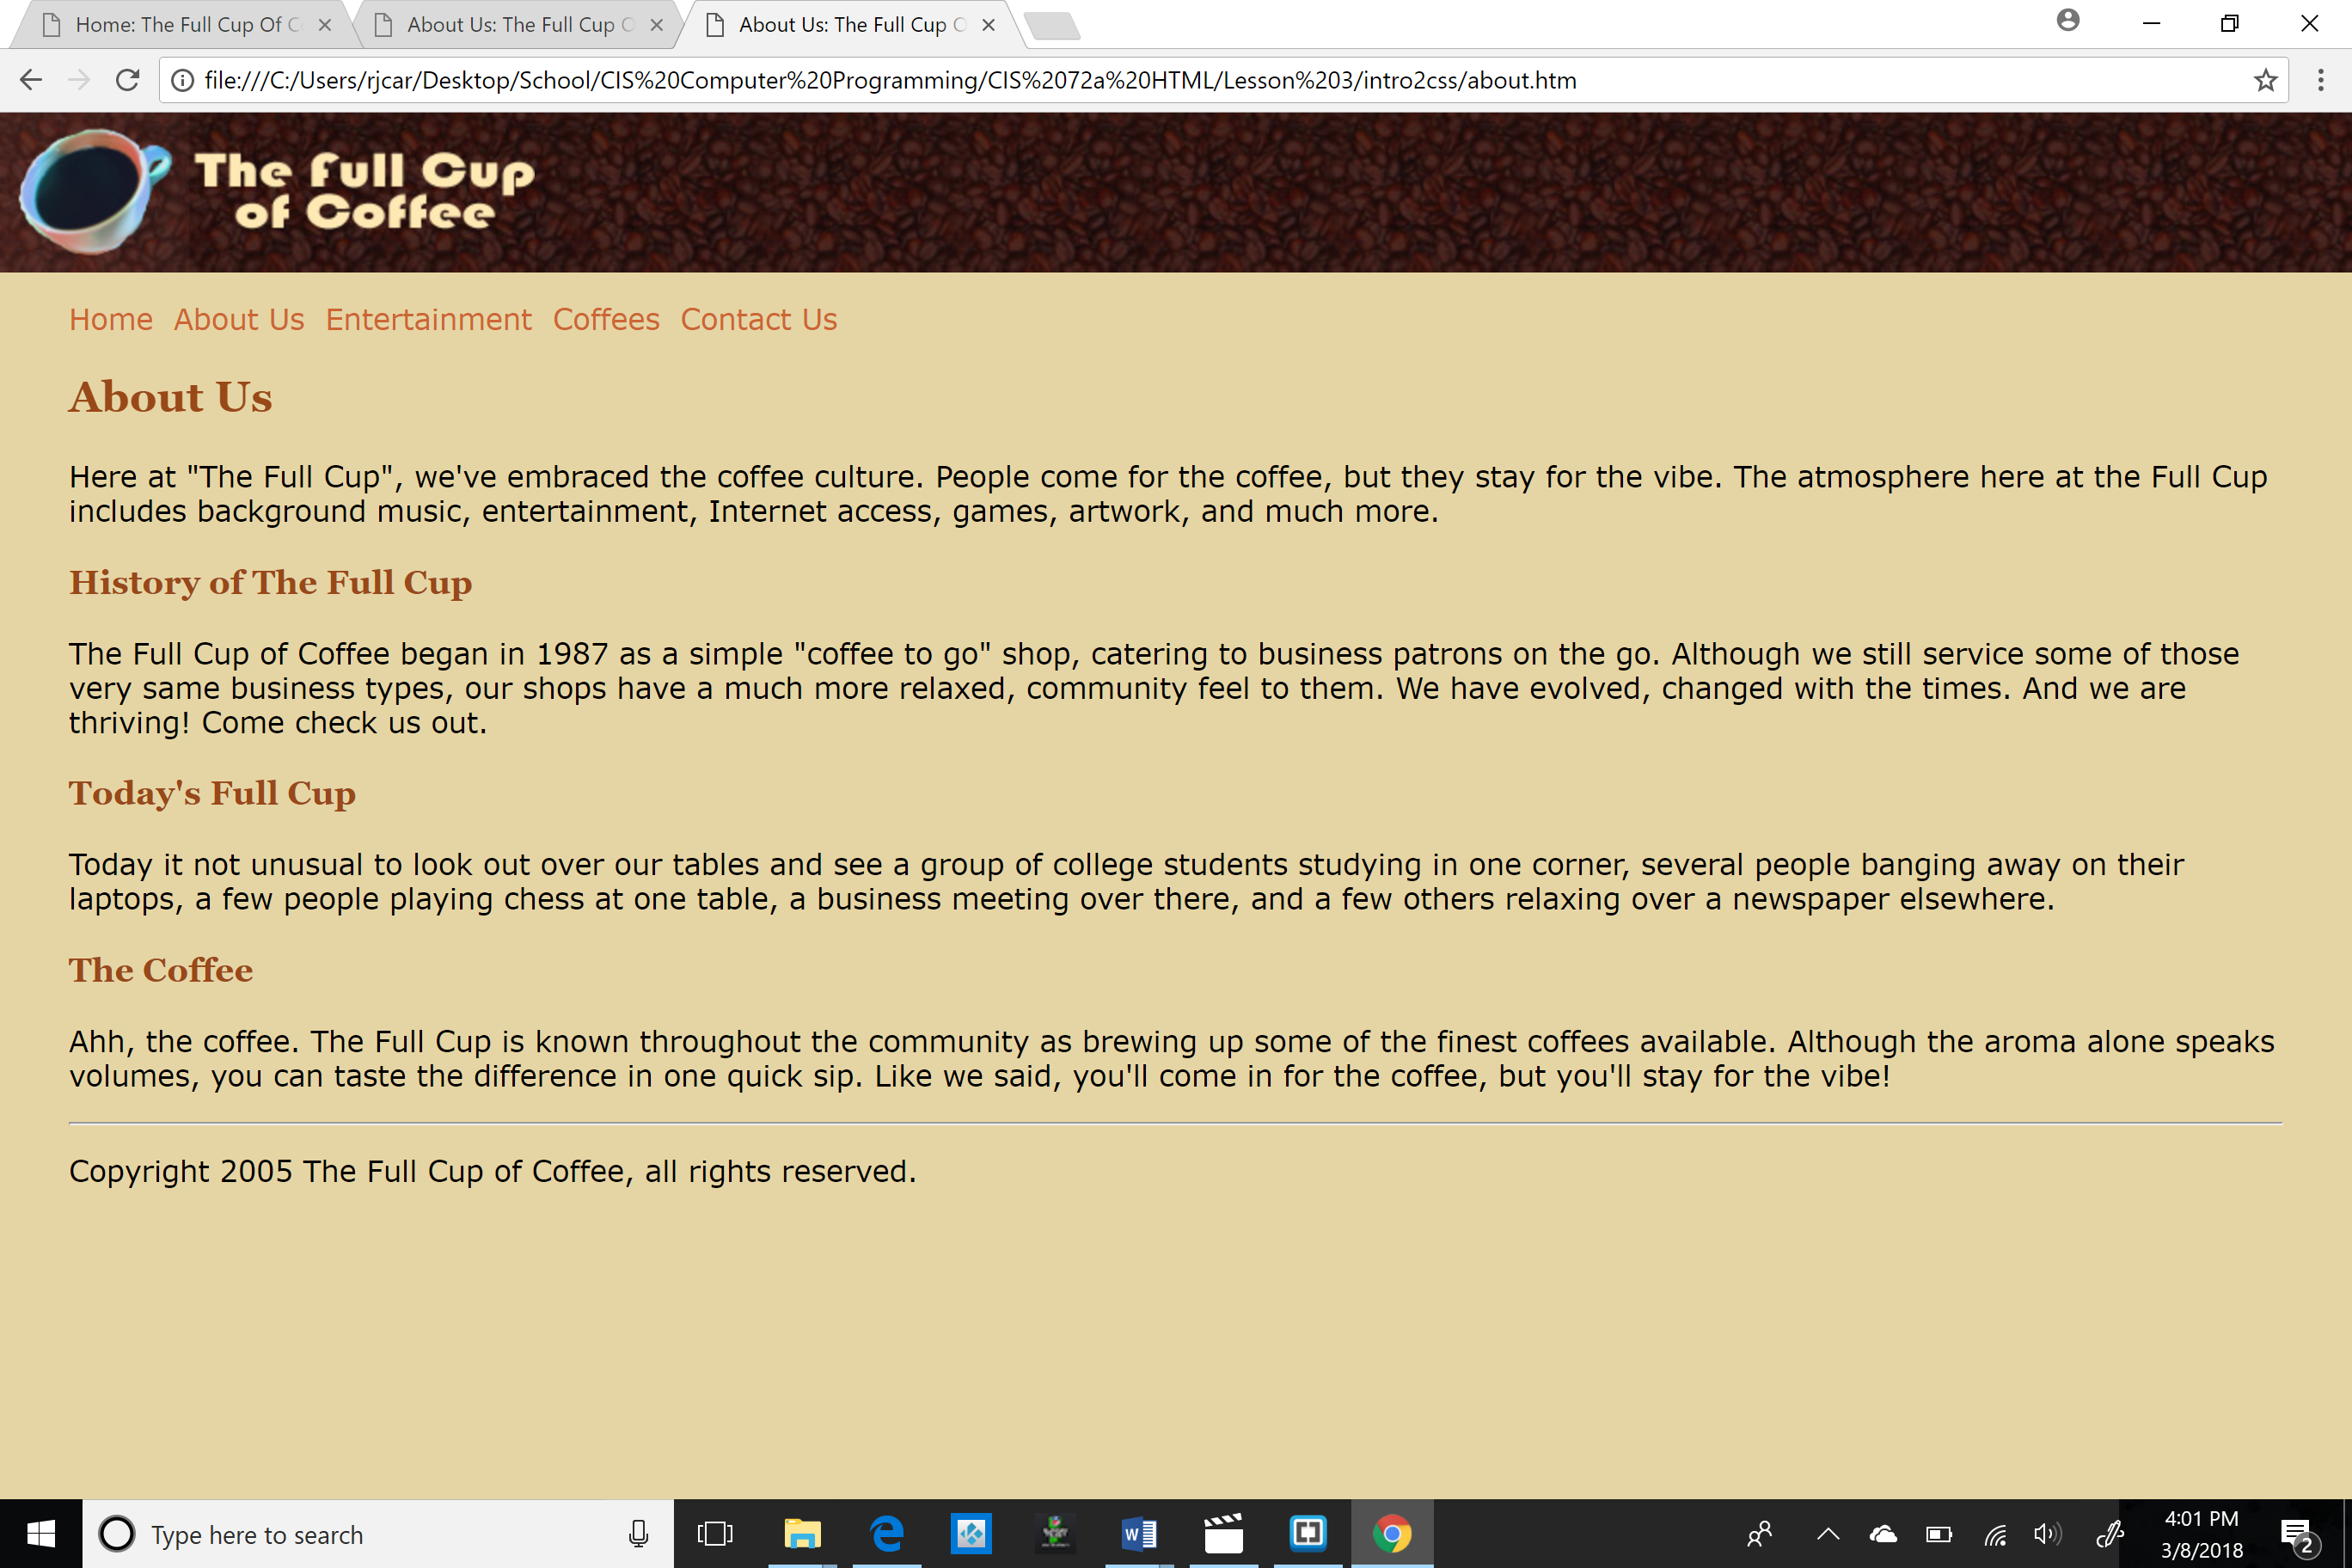 Home: The Full Cup Of C
About Us: The Full Cup O
About Us: The Full Cup O
file:///C:/Users/rjcar/Desktop/School/CIS%20Computer%20Programming/CIS%2072a%20HTML/Lesson%203/intro2css/about.htm
The Full Cup
of Coffee
Home About Us Entertainment Coffees Contact Us
About Us
Here at "The Full Cup", we've embraced the coffee culture. People come for the coffee, but they stay for the vibe. The atmosphere here at the Full Cup
includes background music, entertainment, Internet access, games, artwork, and much more.
History of The Full Cup
The Full Cup of Coffee began in 1987 as a simple "coffee to go" shop, catering to business patrons on the go. Although we still service some of those
very same business types, our shops have a much more relaxed, community feel to them. We have evolved, changed with the times. And we are
thriving! Come check us out.
Today's Full Cup
Today it not unusual to look out over our tables and see a group of college students studying in one corner, several people banging away on their
laptops, a few people playing chess at one table, a business meeting over there, and a few others relaxing over a newspaper elsewhere.
The Coffee
Ahh, the coffee. The Full Cup is known throughout the community as brewing up some of the finest coffees available. Although the aroma alone speaks
volumes, you can taste the difference in one quick sip. Like we said, you'll come in for the coffee, but you'll stay for the vibe!
Copyright 2005 The Full Cup of Coffee, all rights reserved.
Type here to search
4:01 PM
3/8/2018
2